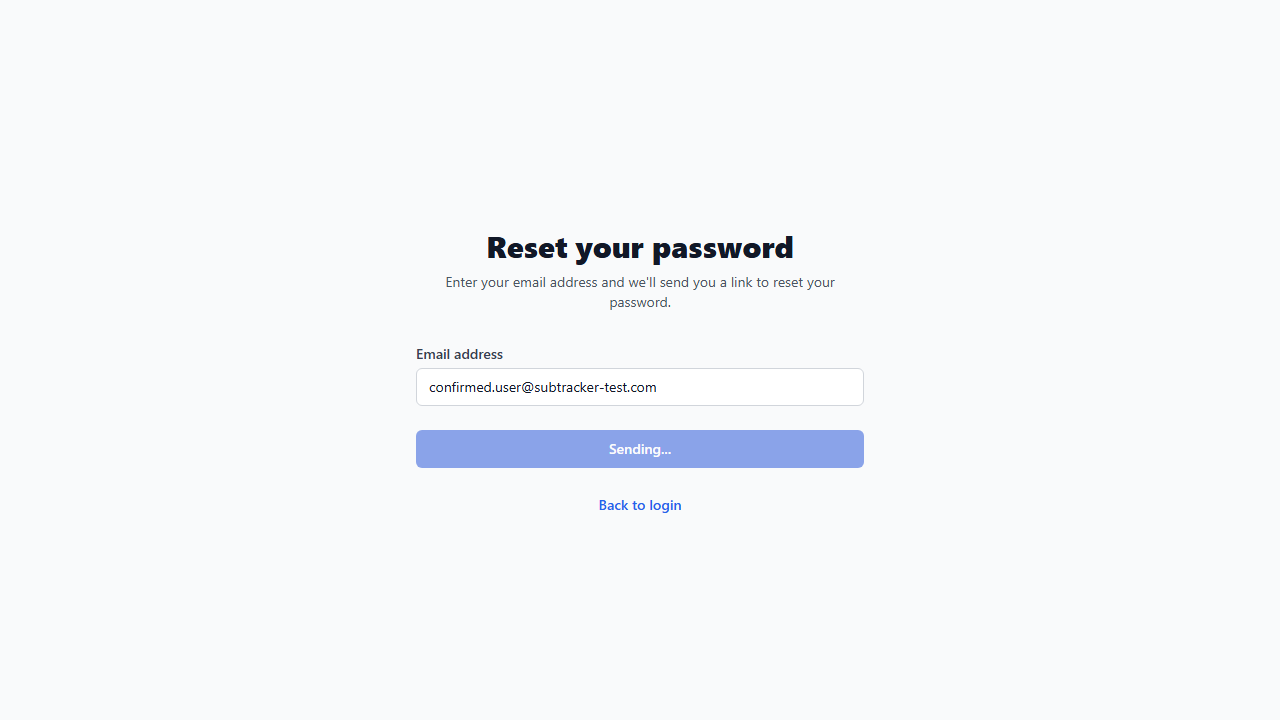 Reset your password
Enter your email address and we'll send you a link to reset your
password.
Email address
confirmed.user@subtracker-test.com
Sending...
Back to login